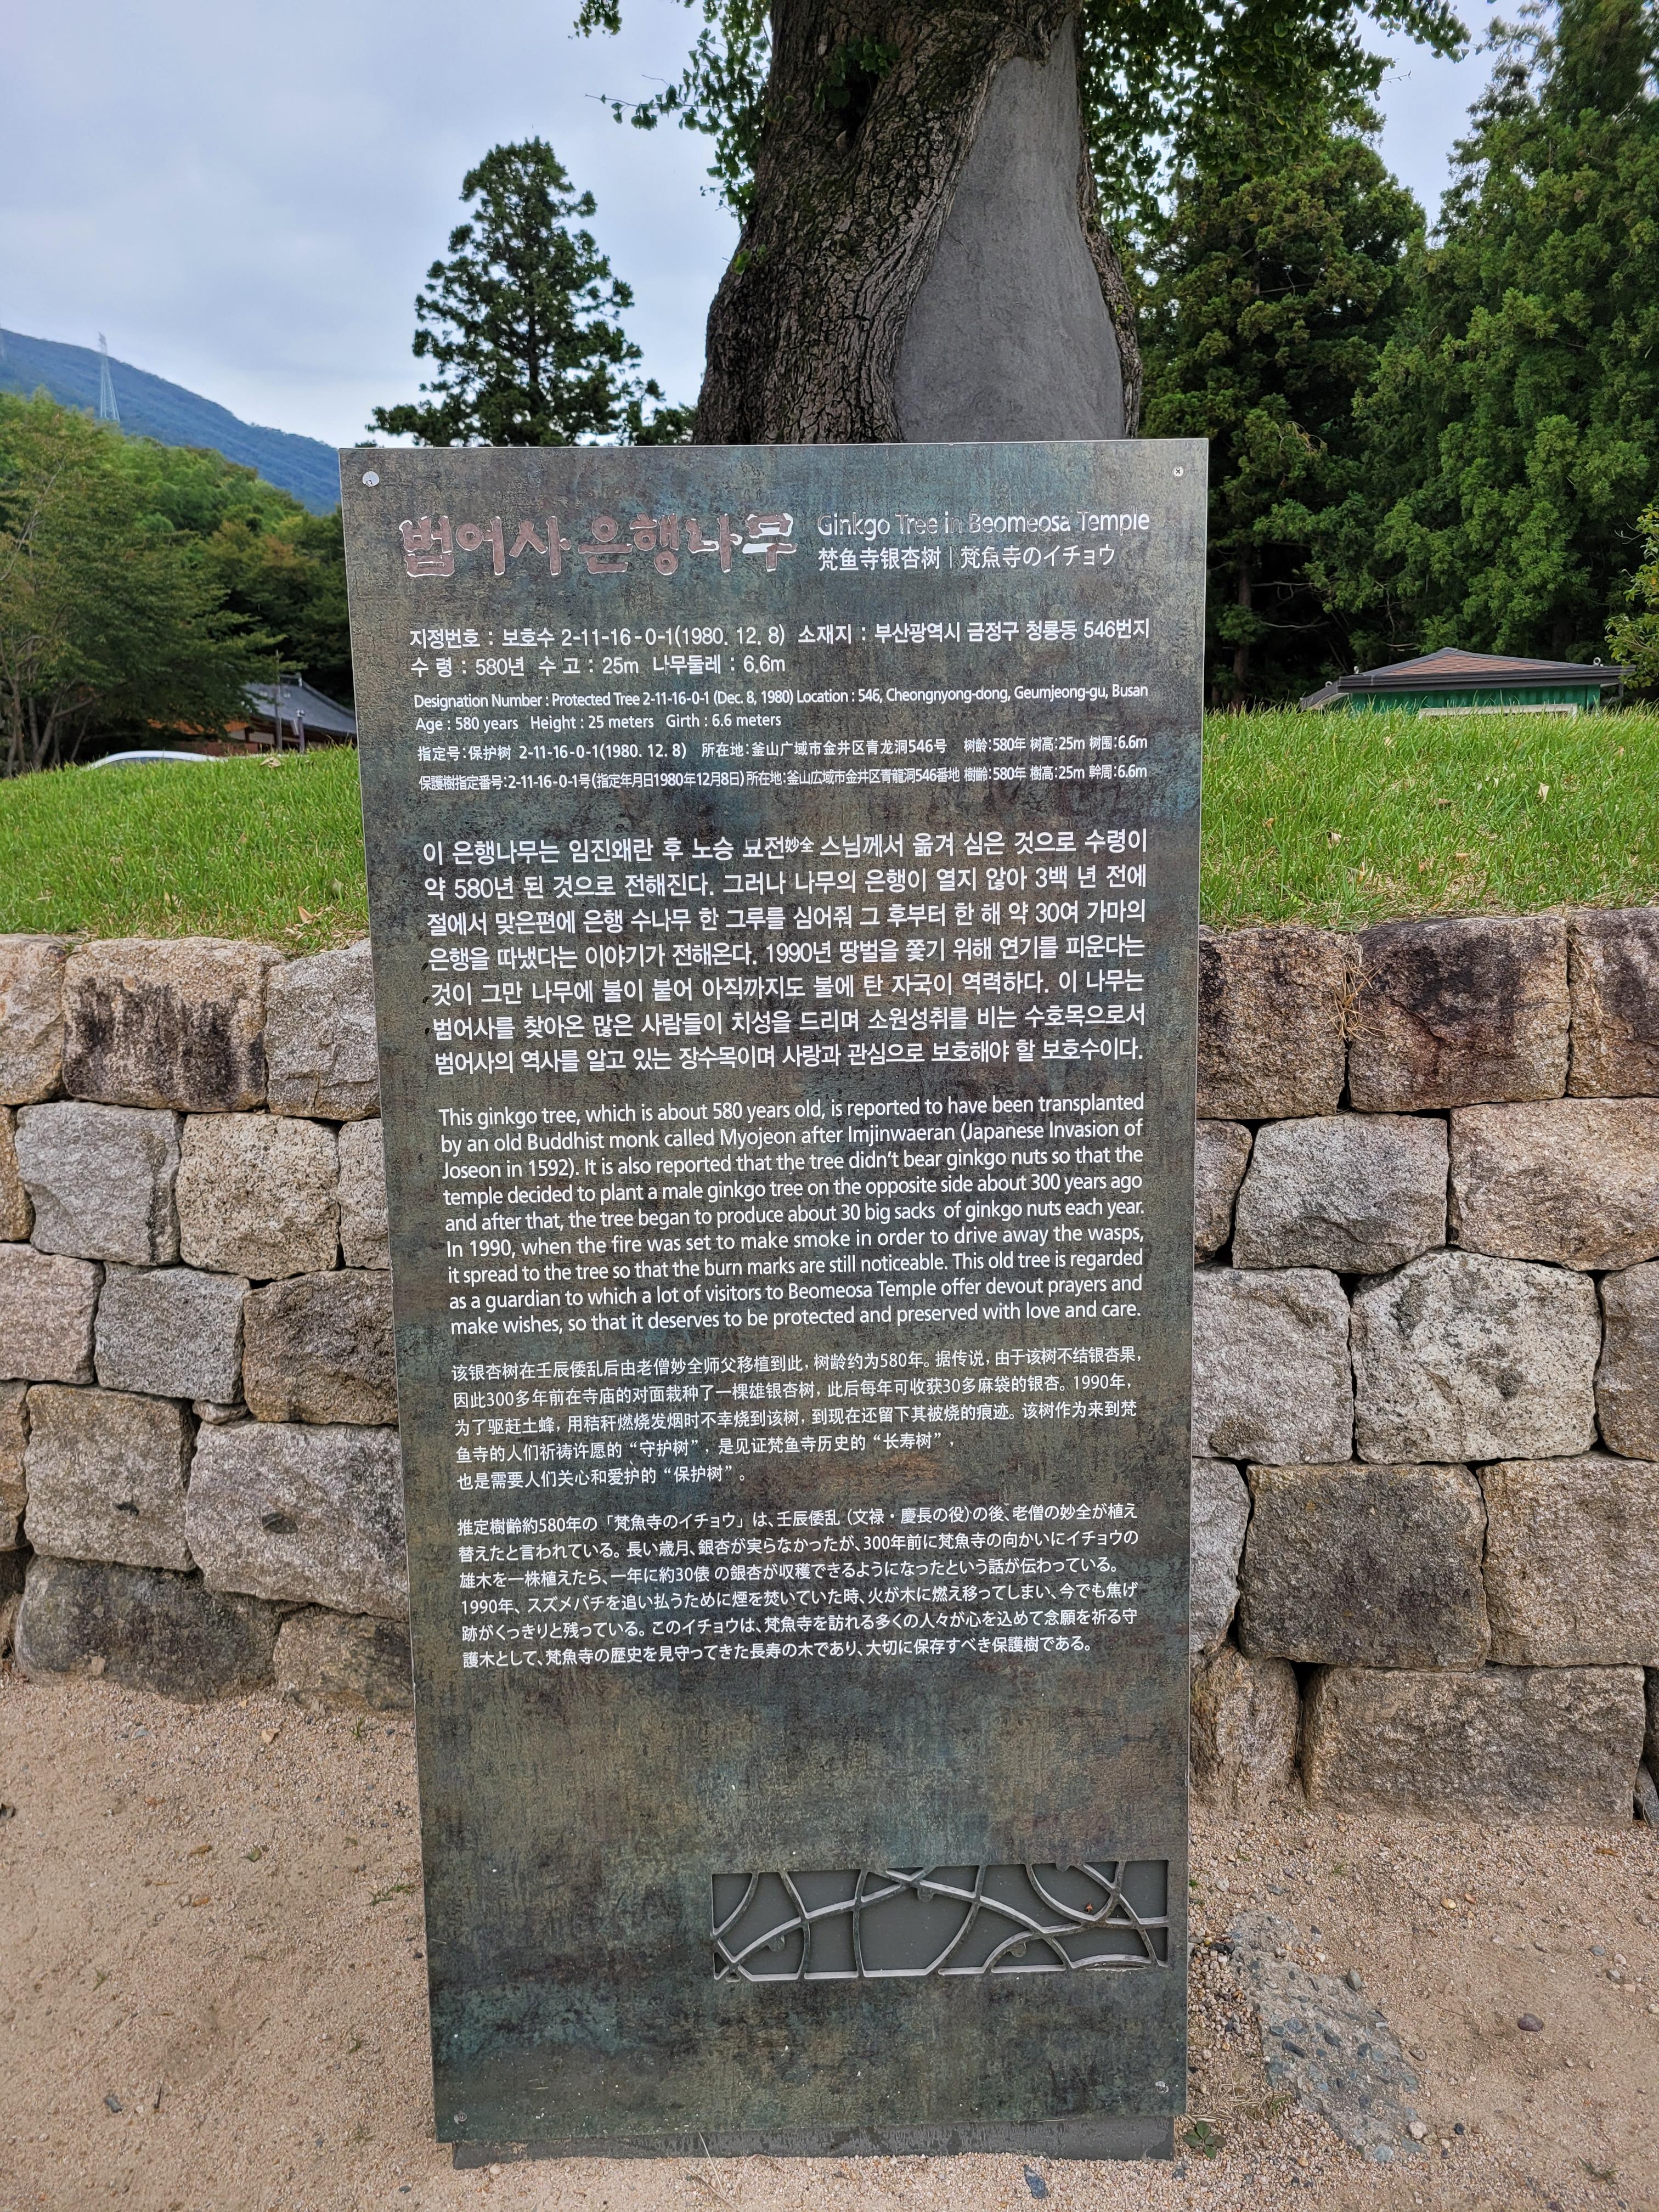 범어사 은행나무
Ginkgo Tree in Beomeosa Temple
梵鱼寺银杏树 | 梵魚寺のイチョウ
지정번호 : 보호수 2-11-16-0-1(1980. 12. 8) 소재지 : 부산광역시 금정구 청룡동 546번지
수 령 : 580년 수 고 : 25m 나무둘레 : 6.6m
Designation Number : Protected Tree 2-11-16-0-1 (Dec. 8, 1980) Location : 546, Cheongnyong-dong, Geumjeong-gu, Busan
Age : 580 years Height : 25 meters Girth : 6.6 meters
指定号:保护树 2-11-16-0-1(1980. 12. 8) 所在地:釜山广域市金井区青龙洞546号 树龄:580年 树高:25m 树围:6.6m
保護樹指定番号:2-11-16-0-1号(指定年月日1980年12月8日) 所在地:釜山広域市金井区青龍洞546番地 樹齢:580年 樹高:25m 幹周:6.6m
이 은행나무는 임진왜란 후 노승 묘전妙全 스님께서 옮겨 심은 것으로 수령이
약 580년 된 것으로 전해진다. 그러나 나무의 은행이 열지 않아 3백 년 전에
절에서 맞은편에 은행 수나무 한 그루를 심어줘 그 후부터 한 해 약 30여 가마의
은행을 따냈다는 이야기가 전해온다. 1990년 땅벌을 쫓기 위해 연기를 피운다는
것이 그만 나무에 불이 붙어 아직까지도 불에 탄 자국이 역력하다. 이 나무는
범어사를 찾아온 많은 사람들이 치성을 드리며 소원성취를 비는 수호목으로서
범어사의 역사를 알고 있는 장수목이며 사랑과 관심으로 보호해야 할 보호수이다.
This ginkgo tree, which is about 580 years old, is reported to have been transplanted
by an old Buddhist monk called Myojeon after Imjinwaeran (Japanese Invasion of
Joseon in 1592). It is also reported that the tree didn't bear ginkgo nuts so that the
temple decided to plant a male ginkgo tree on the opposite side about 300 years ago
and after that, the tree began to produce about 30 big sacks of ginkgo nuts each year.
In 1990, when the fire was set to make smoke in order to drive away the wasps,
it spread to the tree so that the burn marks are still noticeable. This old tree is regarded
as a guardian to which a lot of visitors to Beomeosa Temple offer devout prayers and
make wishes, so that it deserves to be protected and preserved with love and care.
该银杏树在壬辰倭乱后由老僧妙全师父移植到此，树龄约为580年。据传说，由于该树不结银杏果，
因此300多年前在寺庙的对面栽种了一棵雄银杏树，此后每年可收获30多麻袋的银杏。1990年，
为了驱赶土蜂，用秸秆燃烧发烟时不幸烧到该树，到现在还留下其被烧的痕迹。该树作为来到梵
鱼寺的人们祈祷许愿的“守护树”，是见证梵鱼寺历史的“长寿树”，
也是需要人们关心和爱护的“保护树”。
推定樹齢約580年の「梵魚寺のイチョウ」は、壬辰倭乱（文禄・慶長の役）の後、老僧の妙全が植え
替えたと言われている。長い歳月、銀杏が実らなかったが、300年前に梵魚寺の向かいにイチョウの
雄木を一株植えたら、一年に約30俵 の銀杏が収穫できるようになったという話が伝わっている。
1990年、スズメバチを追い払うために煙を焚いていた時、火が木に燃え移ってしまい、今でも焦げ
跡がくっきりと残っている。このイチョウは、梵魚寺を訪れる多くの人々が心を込めて念願を祈る守
護木として、梵魚寺の歴史を見守ってきた長寿の木であり、大切に保存すべき保護樹である。